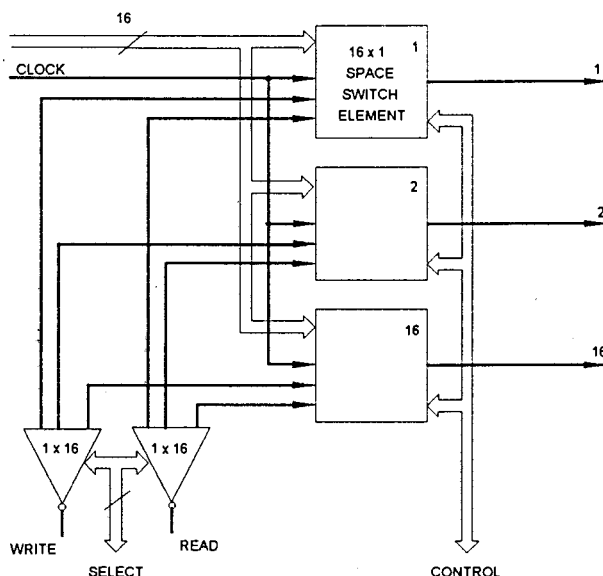 16
CLOCK
1
16 x 1
SPACE
SWITCH
ELEMENT
1
2
2
16
16
1 x 16
1 x 16
WRITE
READ
SELECT
CONTROL